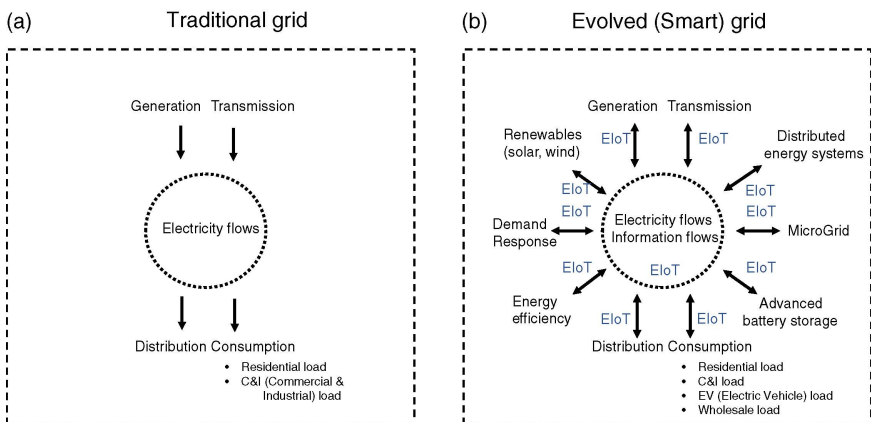 (a)
Traditional grid
Generation Transmission
Electricity flows
Distribution Consumption
• Residential load
• C&I (Commercial &
Industrial) load
(b)
Evolved (Smart) grid
Generation Transmission
EIoT
EIoT
Renewables
(solar, wind)
EIoT
Distributed
energy systems
EIoT
EIoT
Demand
Response
Electricity flows
Information flows
EIoT
EIoT
MicroGrid
EIoT
Energy
efficiency
EIoT
Advanced
battery storage
EIoT
EIoT
Distribution Consumption
• Residential load
• C&I load
• EV (Electric Vehicle) load
• Wholesale load